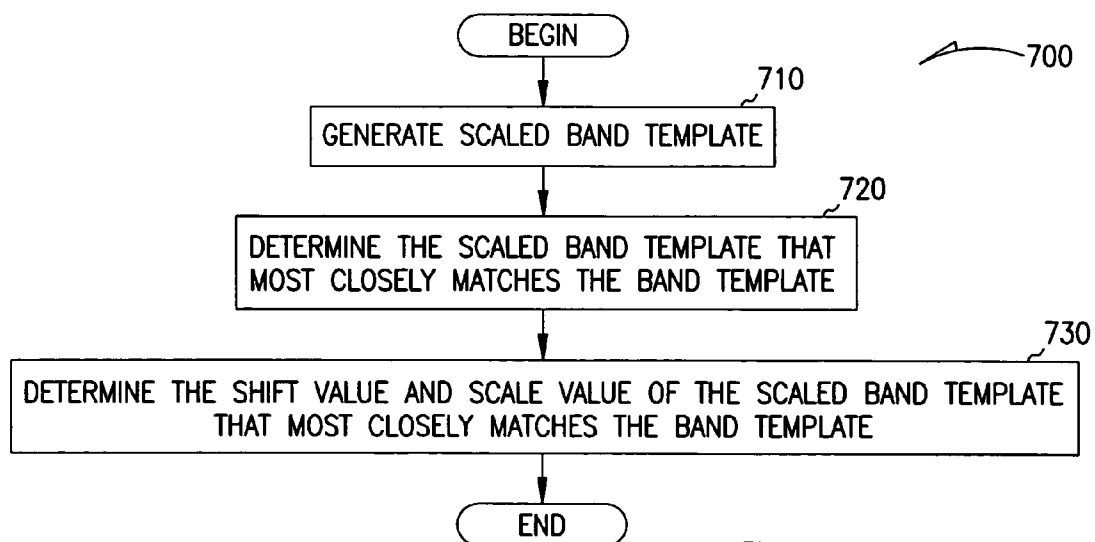 BEGIN
700
710
GENERATE SCALED BAND TEMPLATE
720
DETERMINE THE SCALED BAND TEMPLATE THAT
MOST CLOSELY MATCHES THE BAND TEMPLATE
730
DETERMINE THE SHIFT VALUE AND SCALE VALUE OF THE SCALED BAND TEMPLATE
THAT MOST CLOSELY MATCHES THE BAND TEMPLATE
END